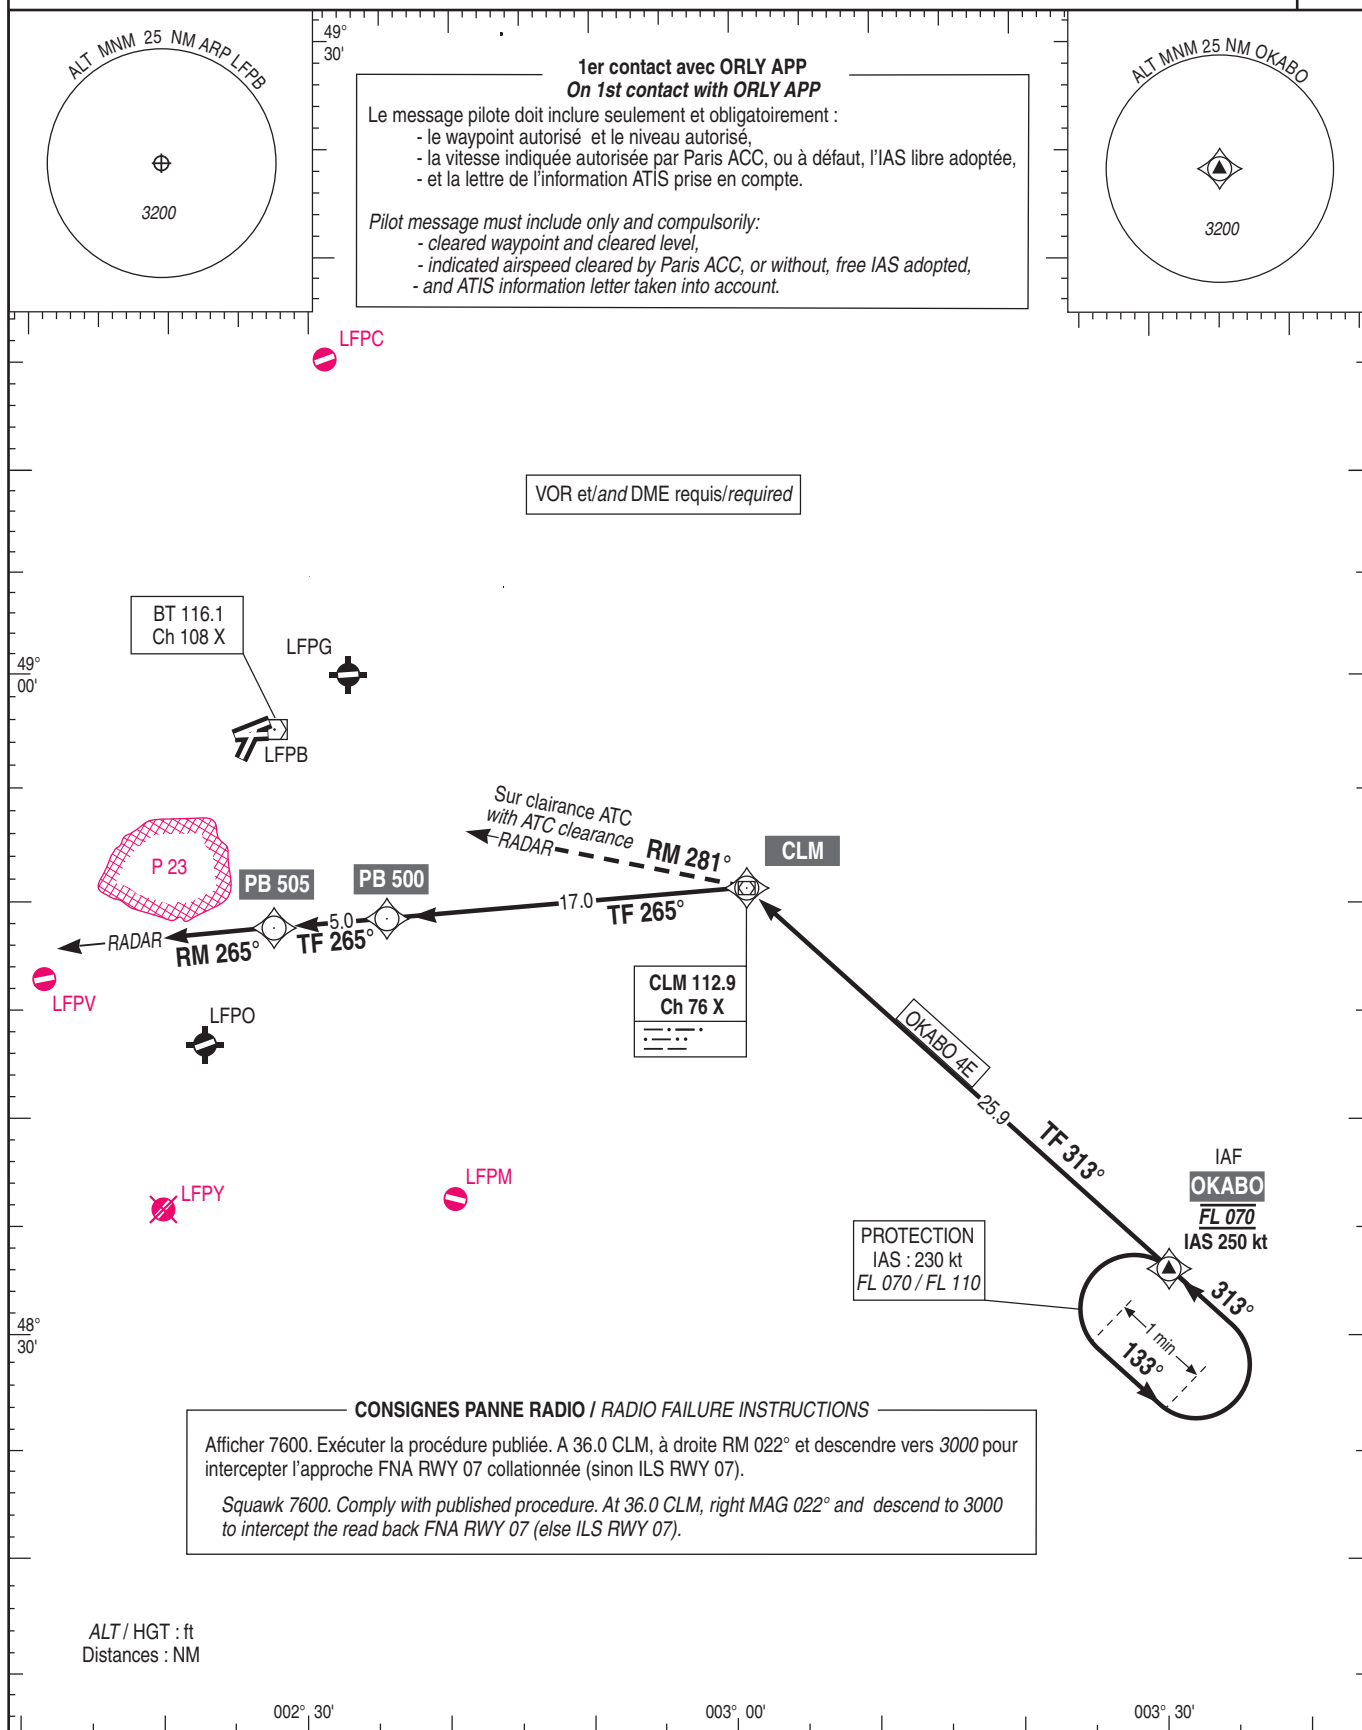 ALT MNM 25 NM ARP LFPB
3200
49°
30'
1er contact avec ORLY APP
On 1st contact with ORLY APP
Le message pilote doit inclure seulement et obligatoirement :
- le waypoint autorisé et le niveau autorisé,
- la vitesse indiquée autorisée par Paris ACC, ou à défaut, l'IAS libre adoptée,
- et la lettre de l'information ATIS prise en compte.
Pilot message must include only and compulsorily:
- cleared waypoint and cleared level,
- indicated airspeed cleared by Paris ACC, or without, free IAS adopted,
- and ATIS information letter taken into account.
ALT MNM 25 NM OKABO
3200
LFPC
VOR et/and DME requis/required
BT 116.1
Ch 108 X
LFPG
49°
00'
LFPB
Sur clairance ATC
with ATC clearance
RADAR
RM 281°
CLM
P 23
PB 505
PB 500
17.0
TF 265°
5.0
TF 265°
RADAR
RM 265°
CLM 112.9
Ch 76 X
LFPV
LFPO
OKABO 4E
25.9
TF 313°
IAF
OKABO
FL 070
IAS 250 kt
LFPM
LFPY
PROTECTION
IAS : 230 kt
FL 070 / FL 110
313°
1 min
133°
48°
30'
CONSIGNES PANNE RADIO / RADIO FAILURE INSTRUCTIONS
Afficher 7600. Exécuter la procédure publiée. A 36.0 CLM, à droite RM 022° et descendre vers 3000 pour
intercepter l'approche FNA RWY 07 collationnée (sinon ILS RWY 07).
Squawk 7600. Comply with published procedure. At 36.0 CLM, right MAG 022° and descend to 3000
to intercept the read back FNA RWY 07 (else ILS RWY 07).
ALT / HGT : ft
Distances : NM
002° 30'
003° 00'
003° 30'